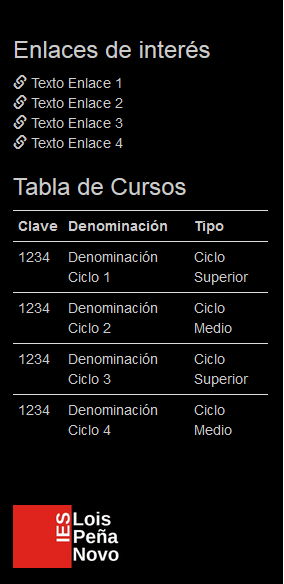 Enlaces de interés
Texto Enlace 1
Texto Enlace 2
Texto Enlace 3
Texto Enlace 4
Tabla de Cursos
Clave Denominación Tipo
1234 Denominación Ciclo
Ciclo 1 Superior
1234 Denominación Ciclo
Ciclo 2 Medio
1234 Denominación Ciclo
Ciclo 3 Superior
1234 Denominación Ciclo
Ciclo 4 Medio
IES
Lois
Peña
Novo